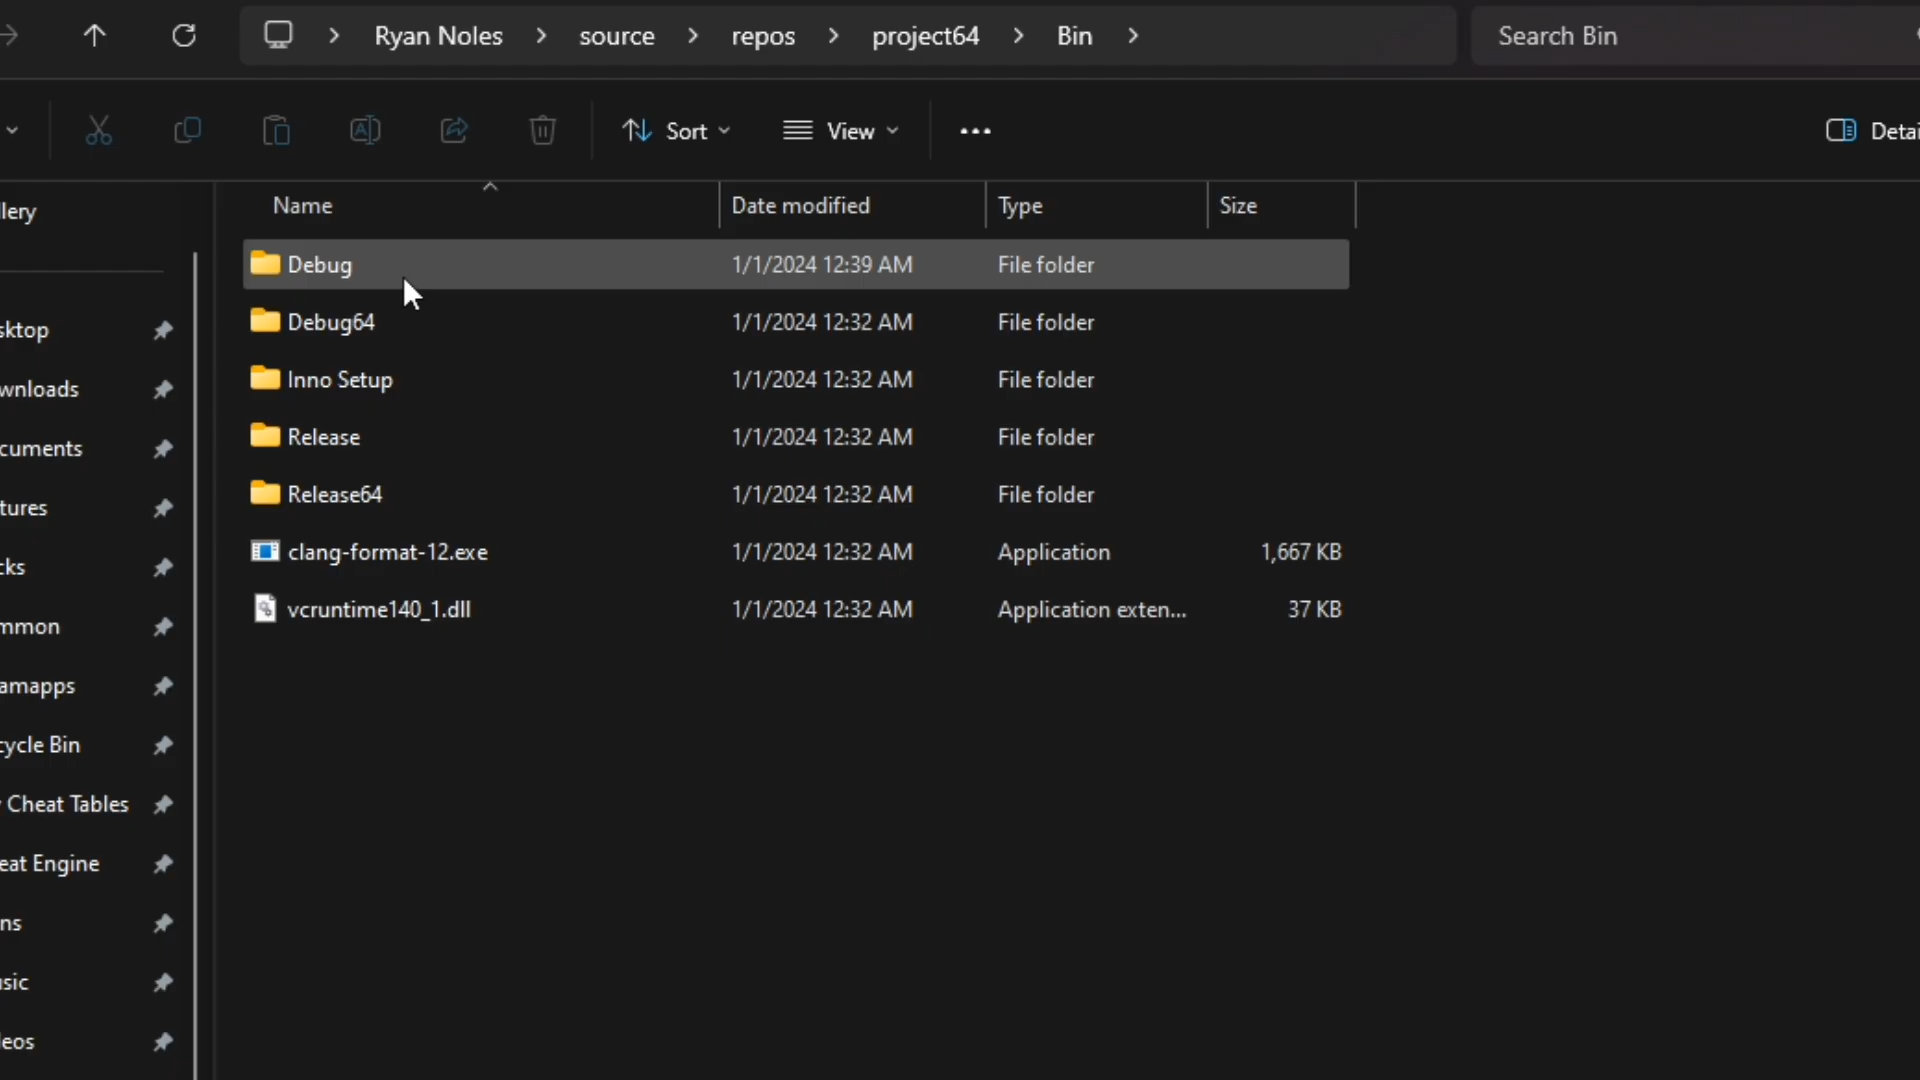 Ryan Noles source repos project64 Bin Search Bin
Sort View Detai
Name Date modified Type Size
llery
Debug 1/1/2024 12:39 AM File folder
Debug64 1/1/2024 12:32 AM File folder
sktop
Inno Setup 1/1/2024 12:32 AM File folder
wnloads
Release 1/1/2024 12:32 AM File folder
cuments
Release64 1/1/2024 12:32 AM File folder
tures
clang-format-12.exe 1/1/2024 12:32 AM Application 1,667 KB
cks
vcruntime140_1.dll 1/1/2024 12:32 AM Application exten... 37 KB
mmon
amapps
cycle Bin
Cheat Tables
eat Engine
ns
usic
deos